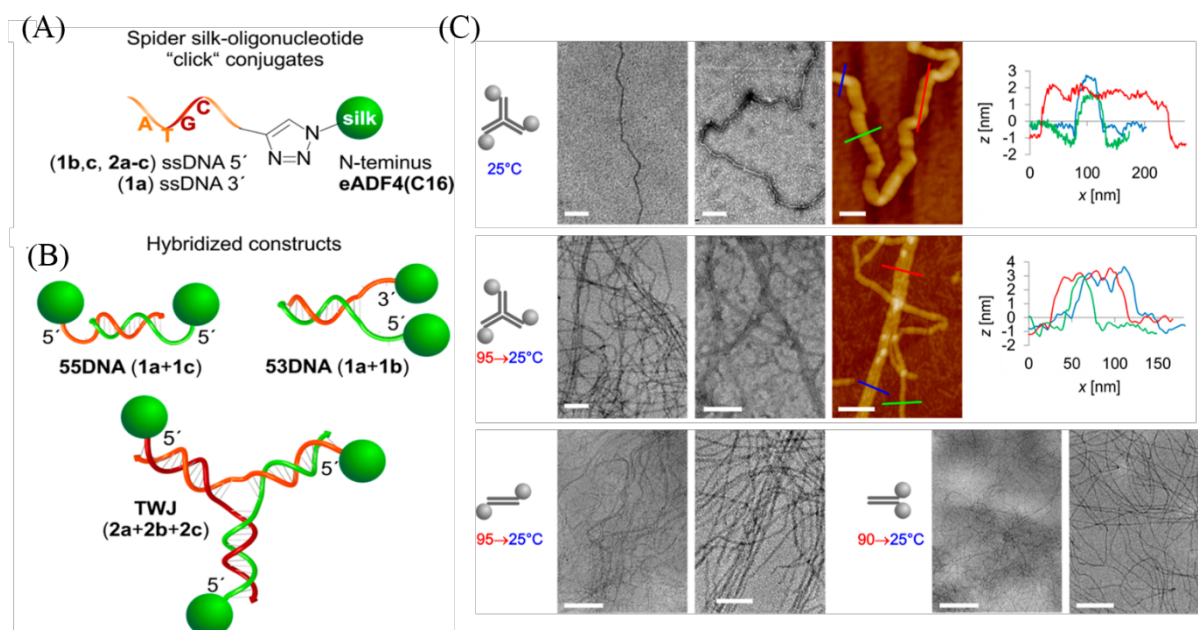 (A)
Spider silk-oligonucleotide
"click" conjugates
A T G C
N
N=N
silk
(1b,c, 2a-c) ssDNA 5´
(1a) ssDNA 3´
N-teminus
eADF4(C16)
(B)
Hybridized constructs
5´
5´
55DNA (1a+1c)
3´
5´
53DNA (1a+1b)
5´
5´
TWJ
(2a+2b+2c)
5´
(C)
25°C
z [nm]
3
2
1
0
-1
-2
0 100 200
x [nm]
95→25°C
z [nm]
4
3
2
1
0
-1
-2
0 50 100 150
x [nm]
95→25°C
90→25°C